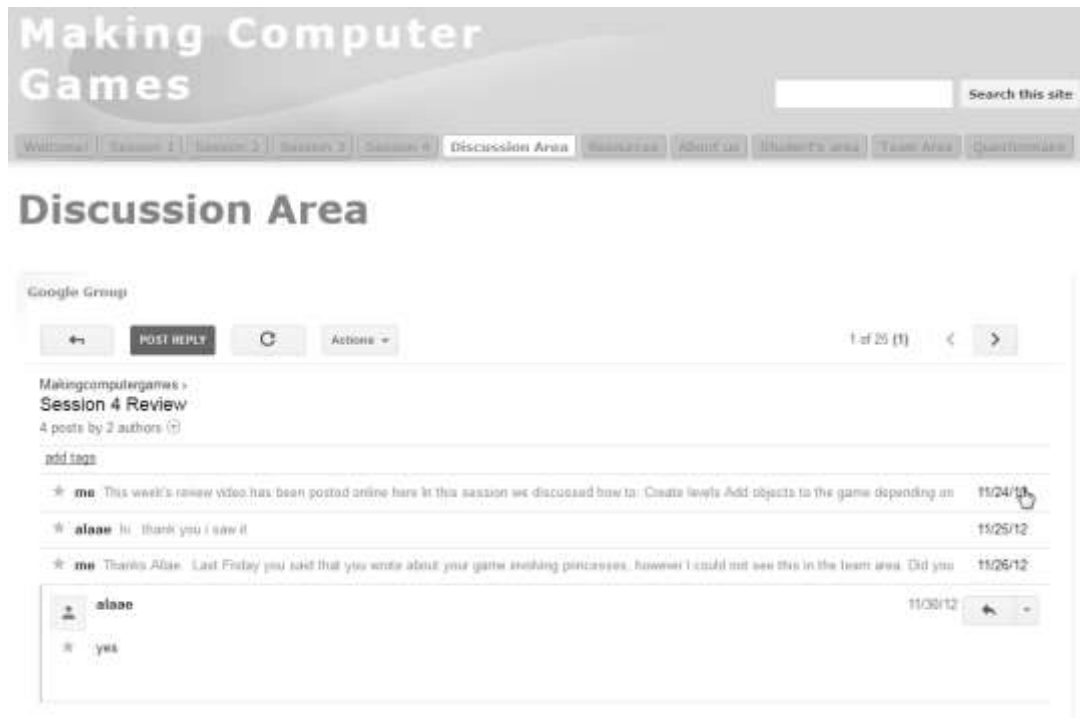 Making Computer
Games
Search this site
Welcome! Session 1 Session 2 Session 3 Session 4 Discussion Area Resources About us Student's area Team Area Questionnaire
Discussion Area
Google Group
POST REPLY Actions 1 of 25 (1)
Makingcomputergames ›
Session 4 Review
4 posts by 2 authors
add tags
me This week's review video has been posted online here In this session we discussed how to: Create levels Add objects to the game depending on 11/24/
alaae hi thank you i saw it 11/25/12
me Thanks Allae. Last Friday you said that you wrote about your game involving princesses, however I could not see this in the team area. Did you 11/26/12
alaae 11/30/12
yes